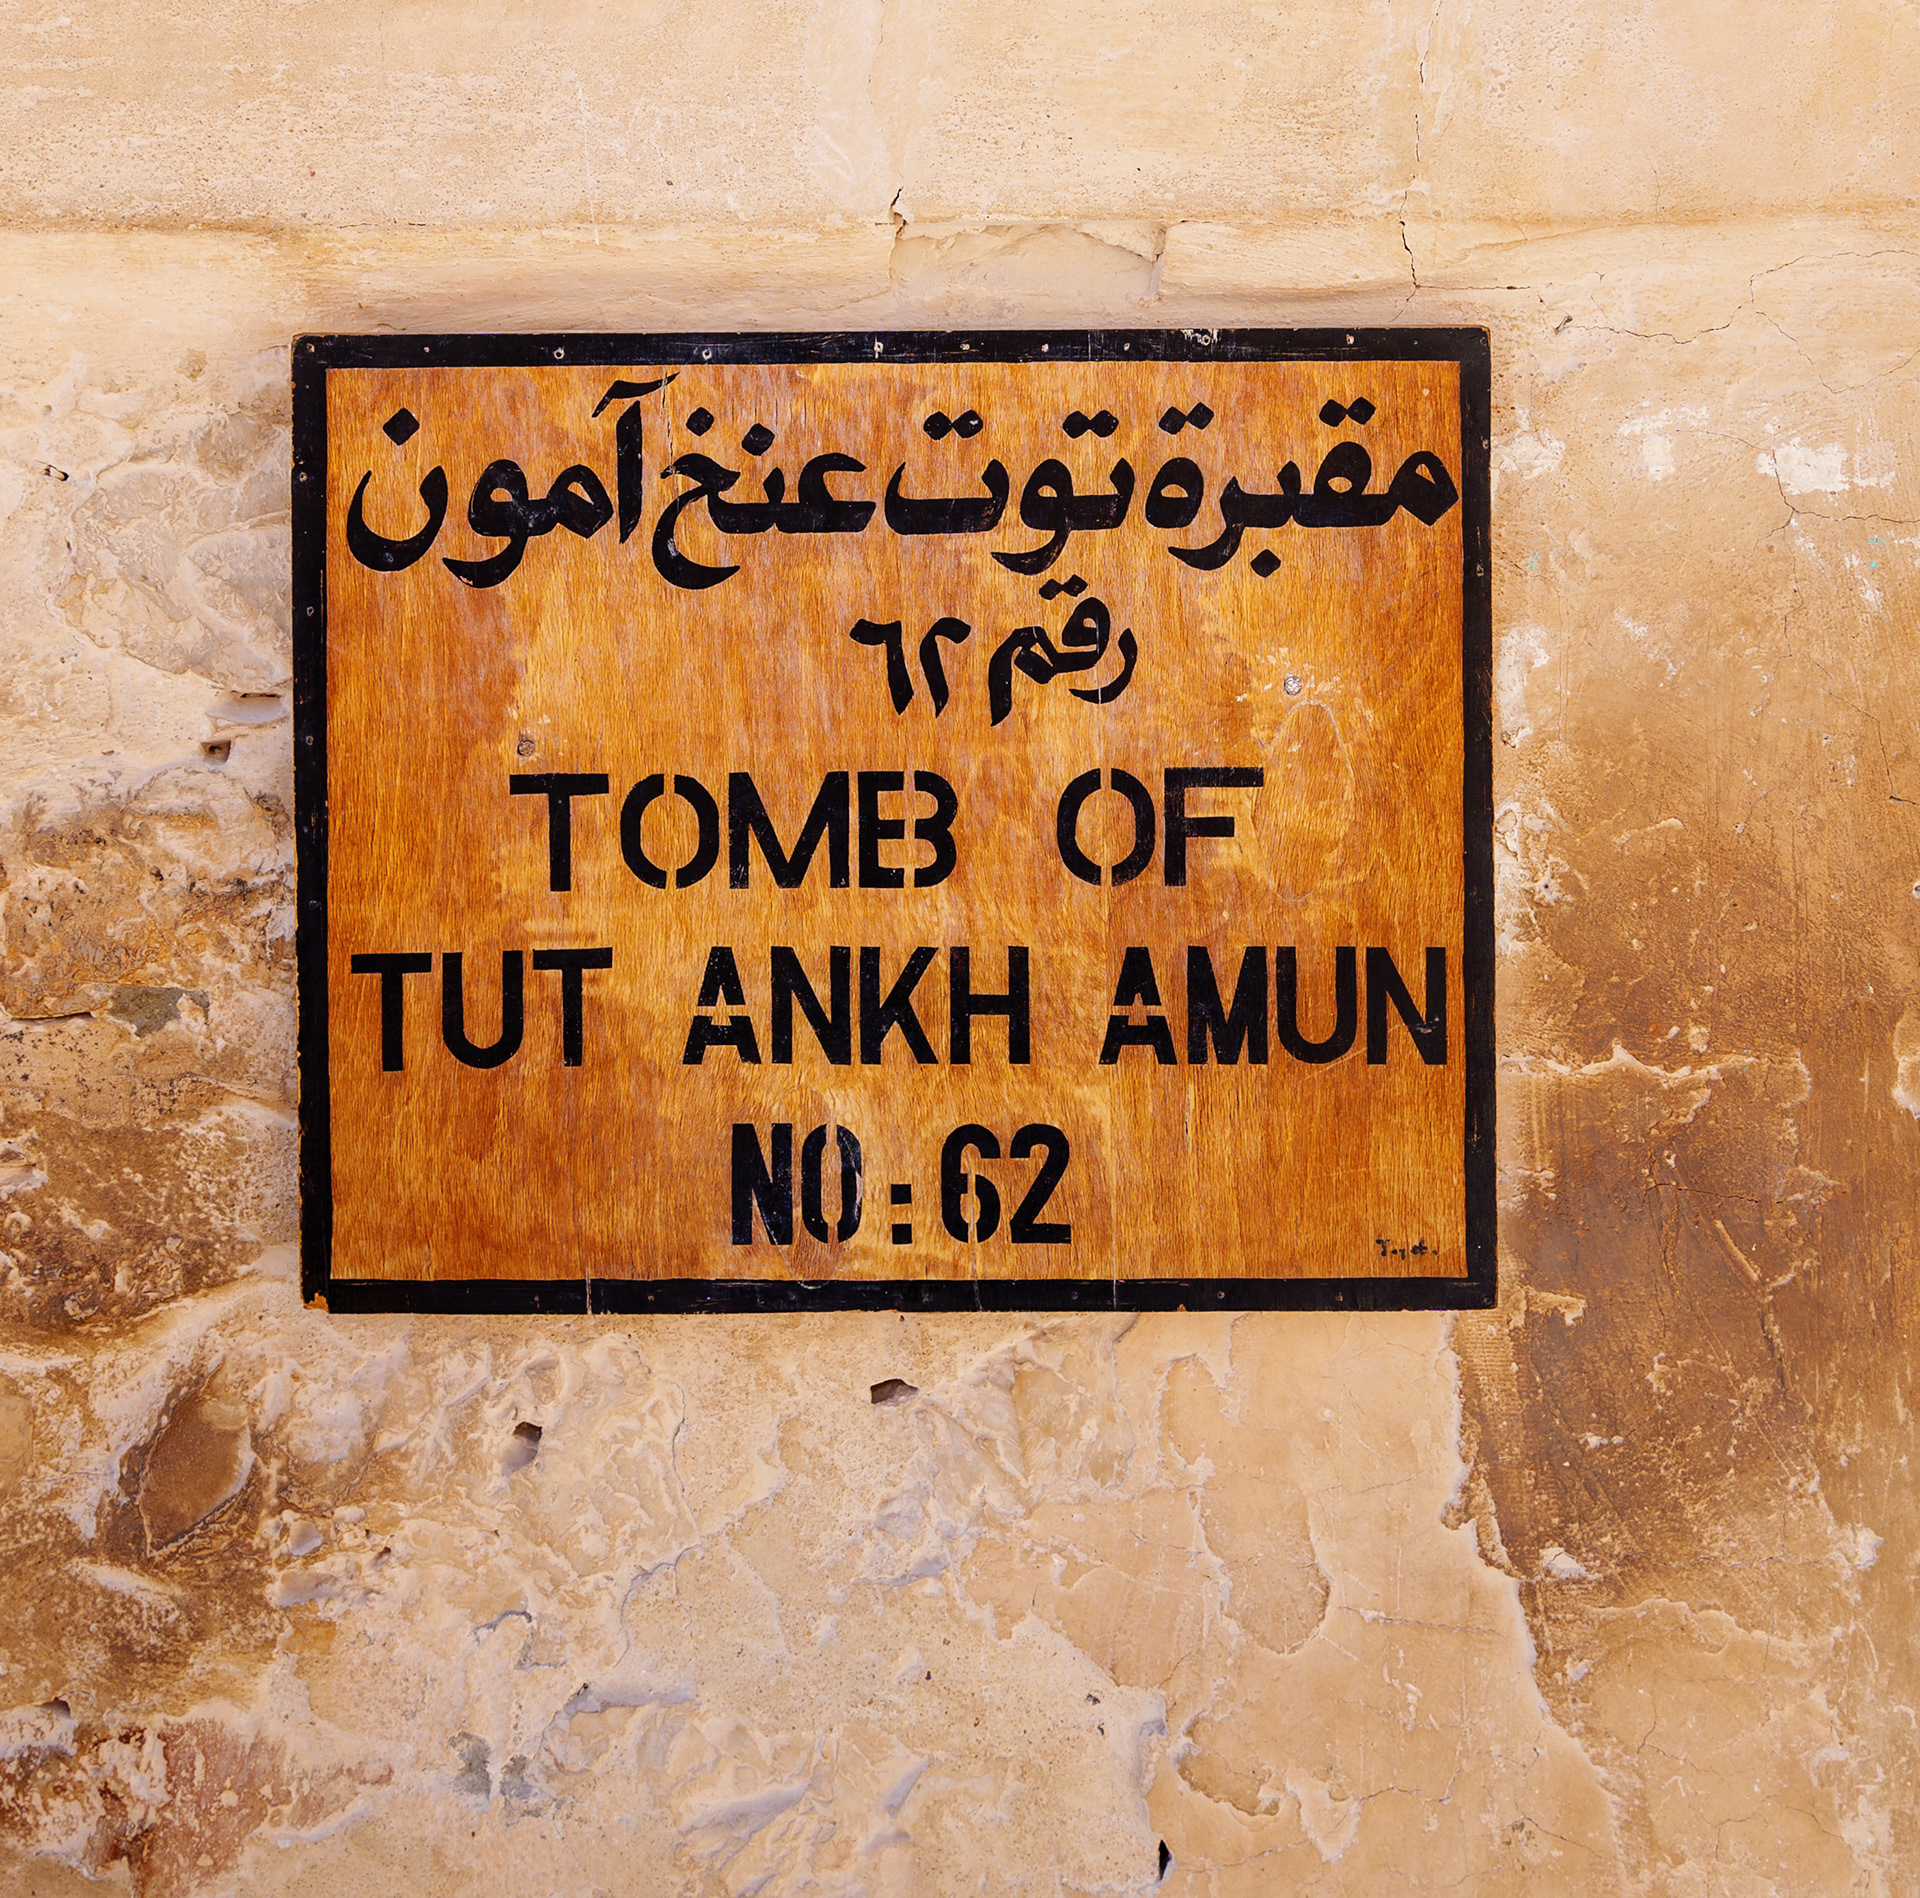 مقبرة توت عنخ آمون
رقم ٦٢
TOMB OF
TUT ANKH AMUN
NO:62